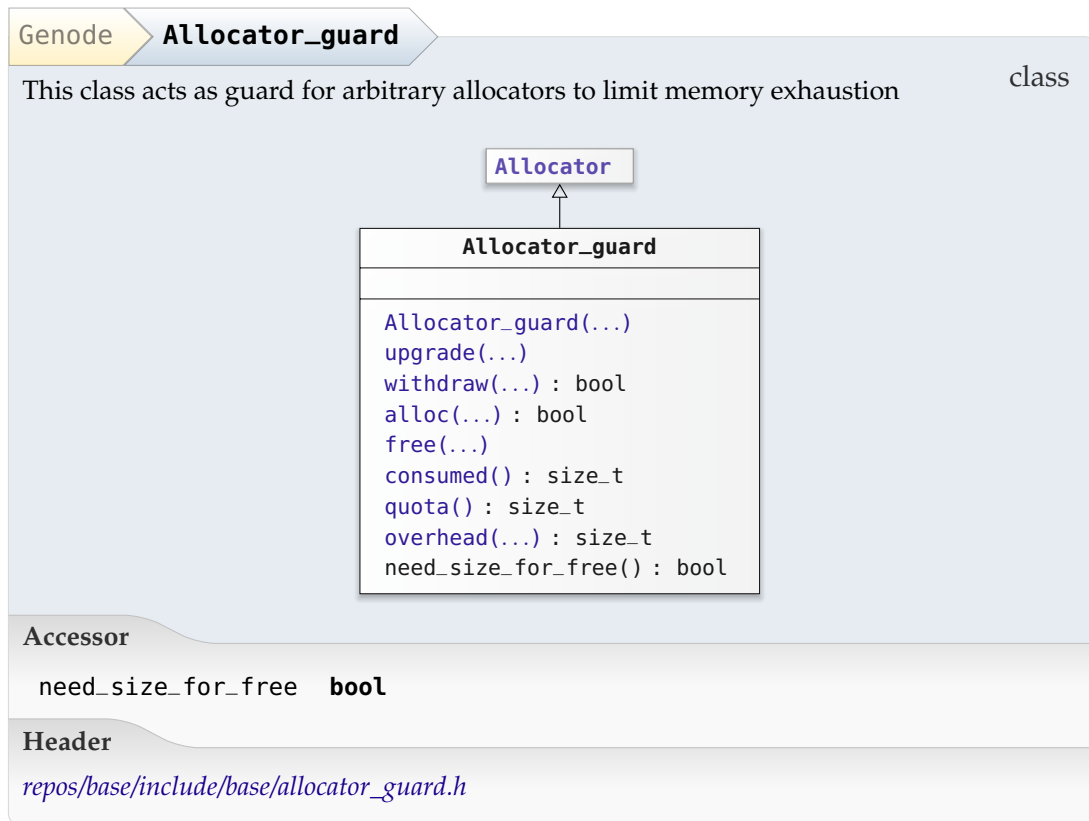 Genode Allocator_guard
class
This class acts as guard for arbitrary allocators to limit memory exhaustion
Allocator
Allocator_guard
Allocator_guard(...)
upgrade(...)
withdraw(...) : bool
alloc(...) : bool
free(...)
consumed() : size_t
quota() : size_t
overhead(...) : size_t
need_size_for_free() : bool
Accessor
need_size_for_free bool
Header
repos/base/include/base/allocator_guard.h